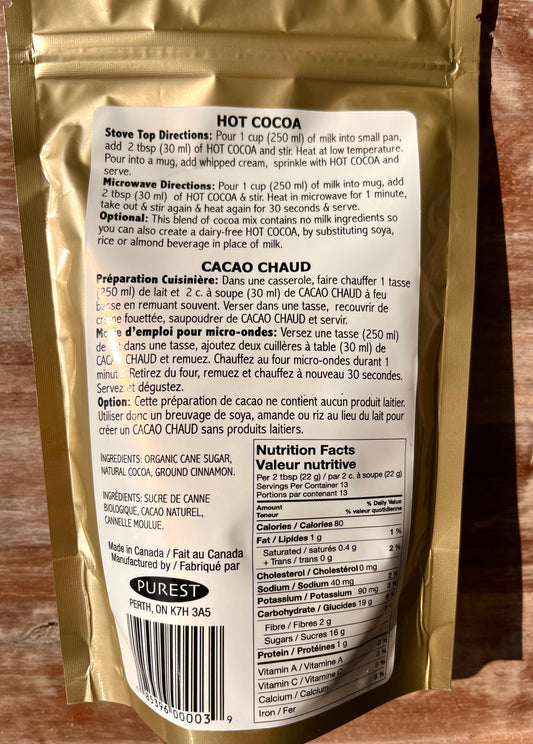 HOT COCOA
Stove Top Directions: Pour 1 cup (250 ml) of milk into small pan,
add 2 tbsp (30 ml) of HOT COCOA and stir. Heat at low temperature.
Pour into a mug, add whipped cream, sprinkle with HOT COCOA and
serve.
Microwave Directions: Pour 1 cup (250 ml) of milk into mug, add
2 tbsp (30 ml) of HOT COCOA & stir. Heat in microwave for 1 minute,
take out & stir again & heat again for 30 seconds & serve.
Optional: This blend of cocoa mix contains no milk ingredients so
you can also create a dairy-free HOT COCOA, by substituting soya,
rice or almond beverage in place of milk.
CACAO CHAUD
Préparation Cuisinière: Dans une casserole, faire chauffer 1 tasse
(250 ml) de lait et 2 c. à soupe (30 ml) de CACAO CHAUD à feu
en remuant souvent. Verser dans une tasse, recouvrir de
fouettée, saupoudrer de CACAO CHAUD et servir.
d'emploi pour micro-ondes: Versez une tasse (250 ml)
dans une tasse, ajoutez deux cuillères à table (30 ml) de
CHAUD et remuez. Chauffez au four micro-ondes durant 1
Retirez du four, remuez et chauffez à nouveau 30 secondes.
Servez et dégustez.
Option: Cette préparation de cacao ne contient aucun produit laitier.
Utiliser donc un breuvage de soya, amande ou riz au lieu du lait pour
créer un CACAO CHAUD sans produits laitiers.
INGREDIENTS: ORGANIC CANE SUGAR,
NATURAL COCOA, GROUND CINNAMON.
INGRÉDIENTS: SUCRE DE CANNE
BIOLOGIQUE, CACAO NATUREL,
CANNELLE MOULUE.
Made in Canada / Fait au Canada
Manufactured by / Fabriqué par
PUREST
PERTH, ON K7H 3A5
85396 00003 9
Nutrition Facts
Valeur nutritive
Per 2 tbsp (22 g) / par 2 c. à soupe (22 g)
Servings Per Container 13
Portions par contenant 13
Amount % Daily Value
Teneur % valeur quotidienne
Calories / Calories 80
Fat / Lipides 1 g 1 %
Saturated / saturés 0.4 g 2 %
+ Trans / trans 0 g
Cholesterol / Cholestérol 0 mg
Sodium / Sodium 40 mg 2 %
Potassium / Potassium 90 mg 3 %
Carbohydrate / Glucides 19 g
Fibre / Fibres 2 g
Sugars / Sucres 16 g
Protein / Protéines 1 g
Vitamin A / Vitamine A 0 %
Vitamin C / Vitamine C 0 %
Calcium / Calcium
Iron / Fer